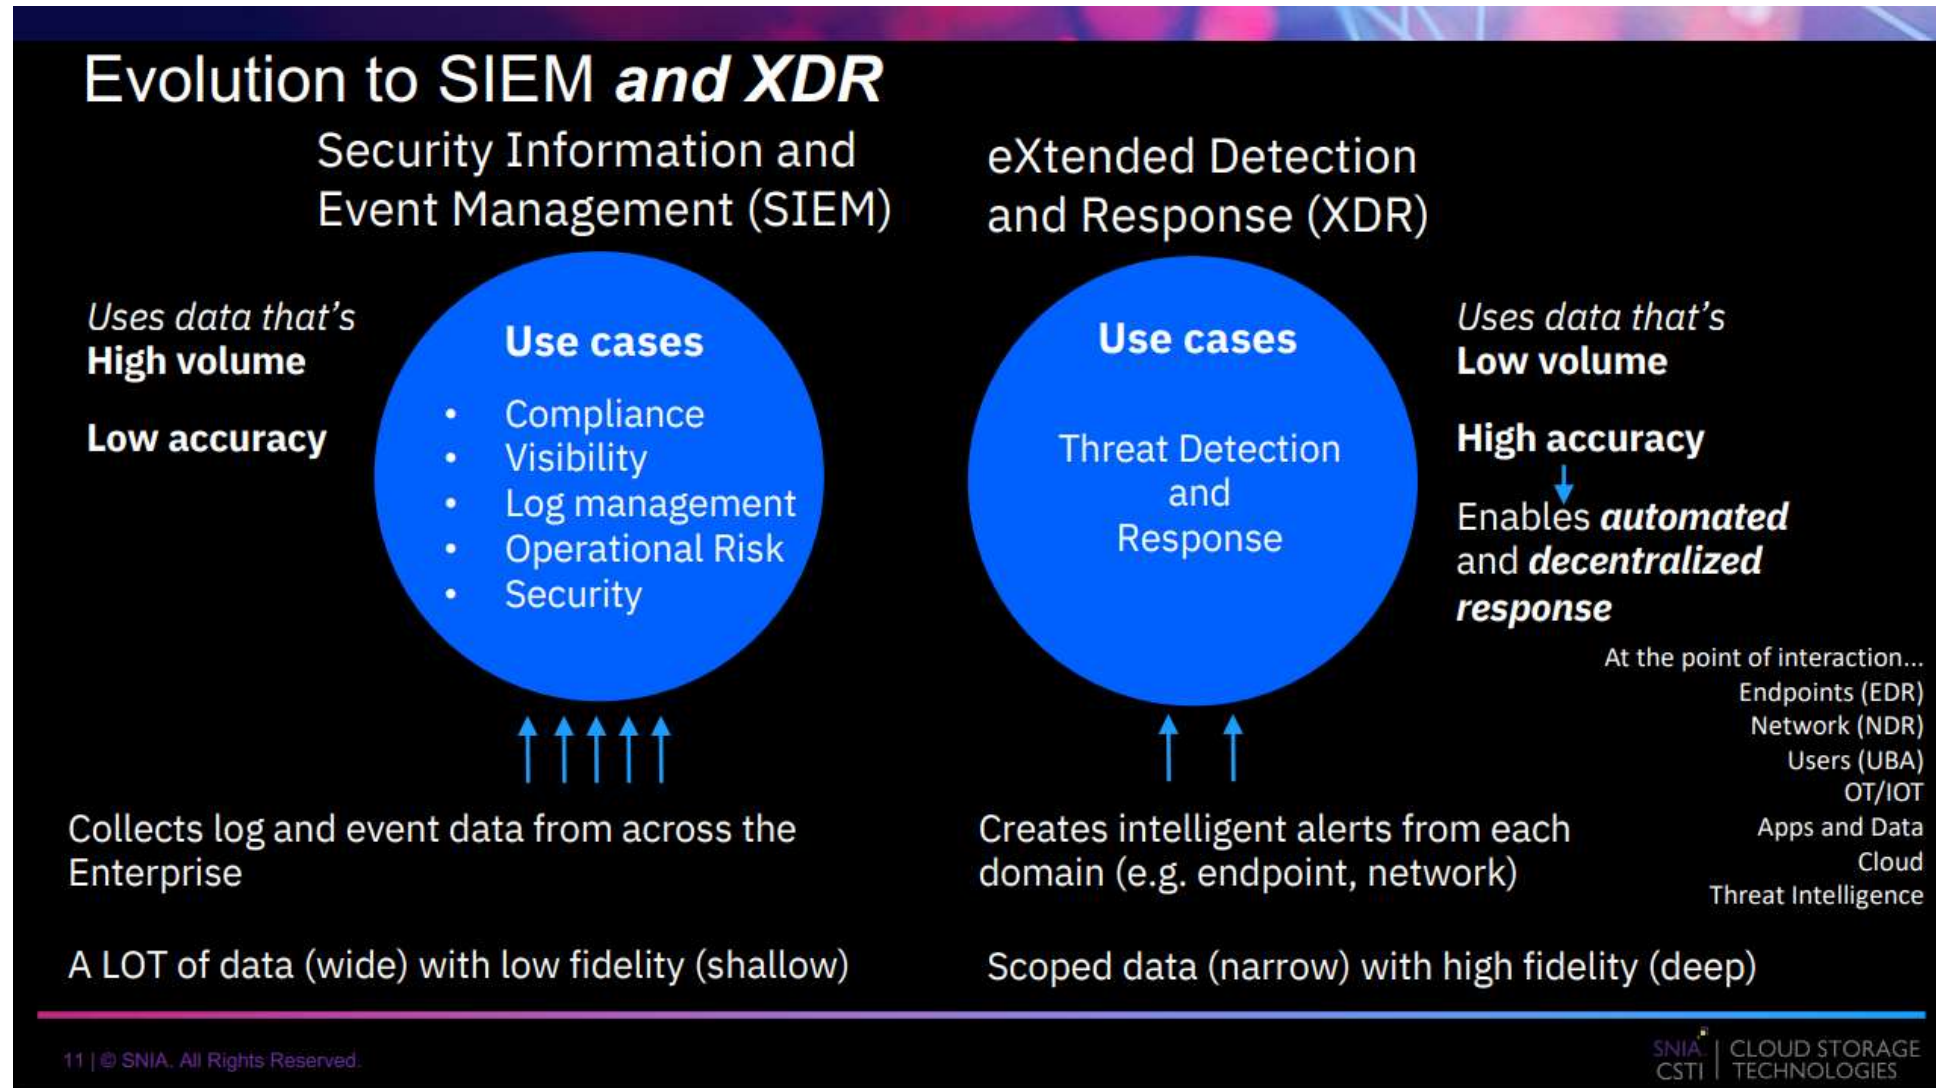 Evolution to SIEM and XDR
Security Information and
Event Management (SIEM)
Uses data that's
High volume
Low accuracy
Use cases
• Compliance
• Visibility
• Log management
• Operational Risk
• Security
Collects log and event data from across the
Enterprise
A LOT of data (wide) with low fidelity (shallow)
eXtended Detection
and Response (XDR)
Use cases
Threat Detection
and
Response
Uses data that's
Low volume
High accuracy
Enables automated
and decentralized
response
At the point of interaction...
Endpoints (EDR)
Network (NDR)
Users (UBA)
OT/IOT
Apps and Data
Cloud
Threat Intelligence
Creates intelligent alerts from each
domain (e.g. endpoint, network)
Scoped data (narrow) with high fidelity (deep)
11 | © SNIA. All Rights Reserved.
SNIA. | CLOUD STORAGE
CSTI | TECHNOLOGIES